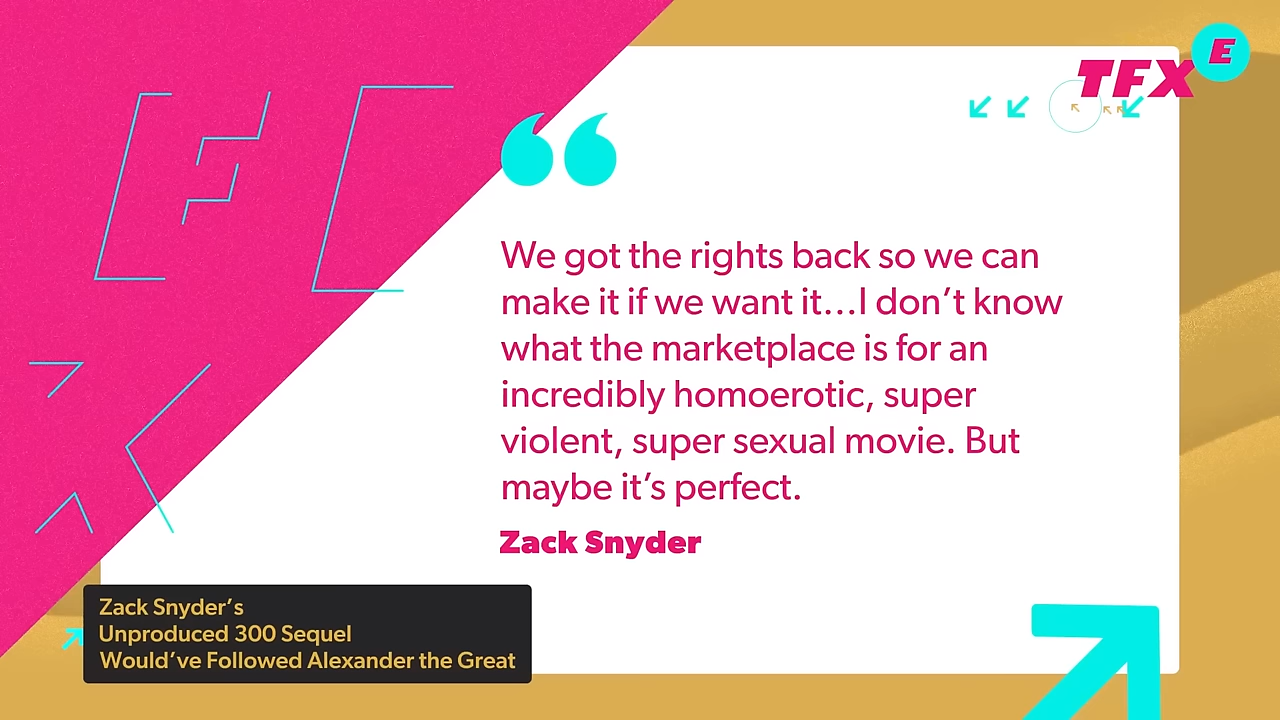 TFX E
We got the rights back so we can
make it if we want it...I don't know
what the marketplace is for an
incredibly homoerotic, super
violent, super sexual movie. But
maybe it's perfect.
Zack Snyder
Zack Snyder's
Unproduced 300 Sequel
Would've Followed Alexander the Great